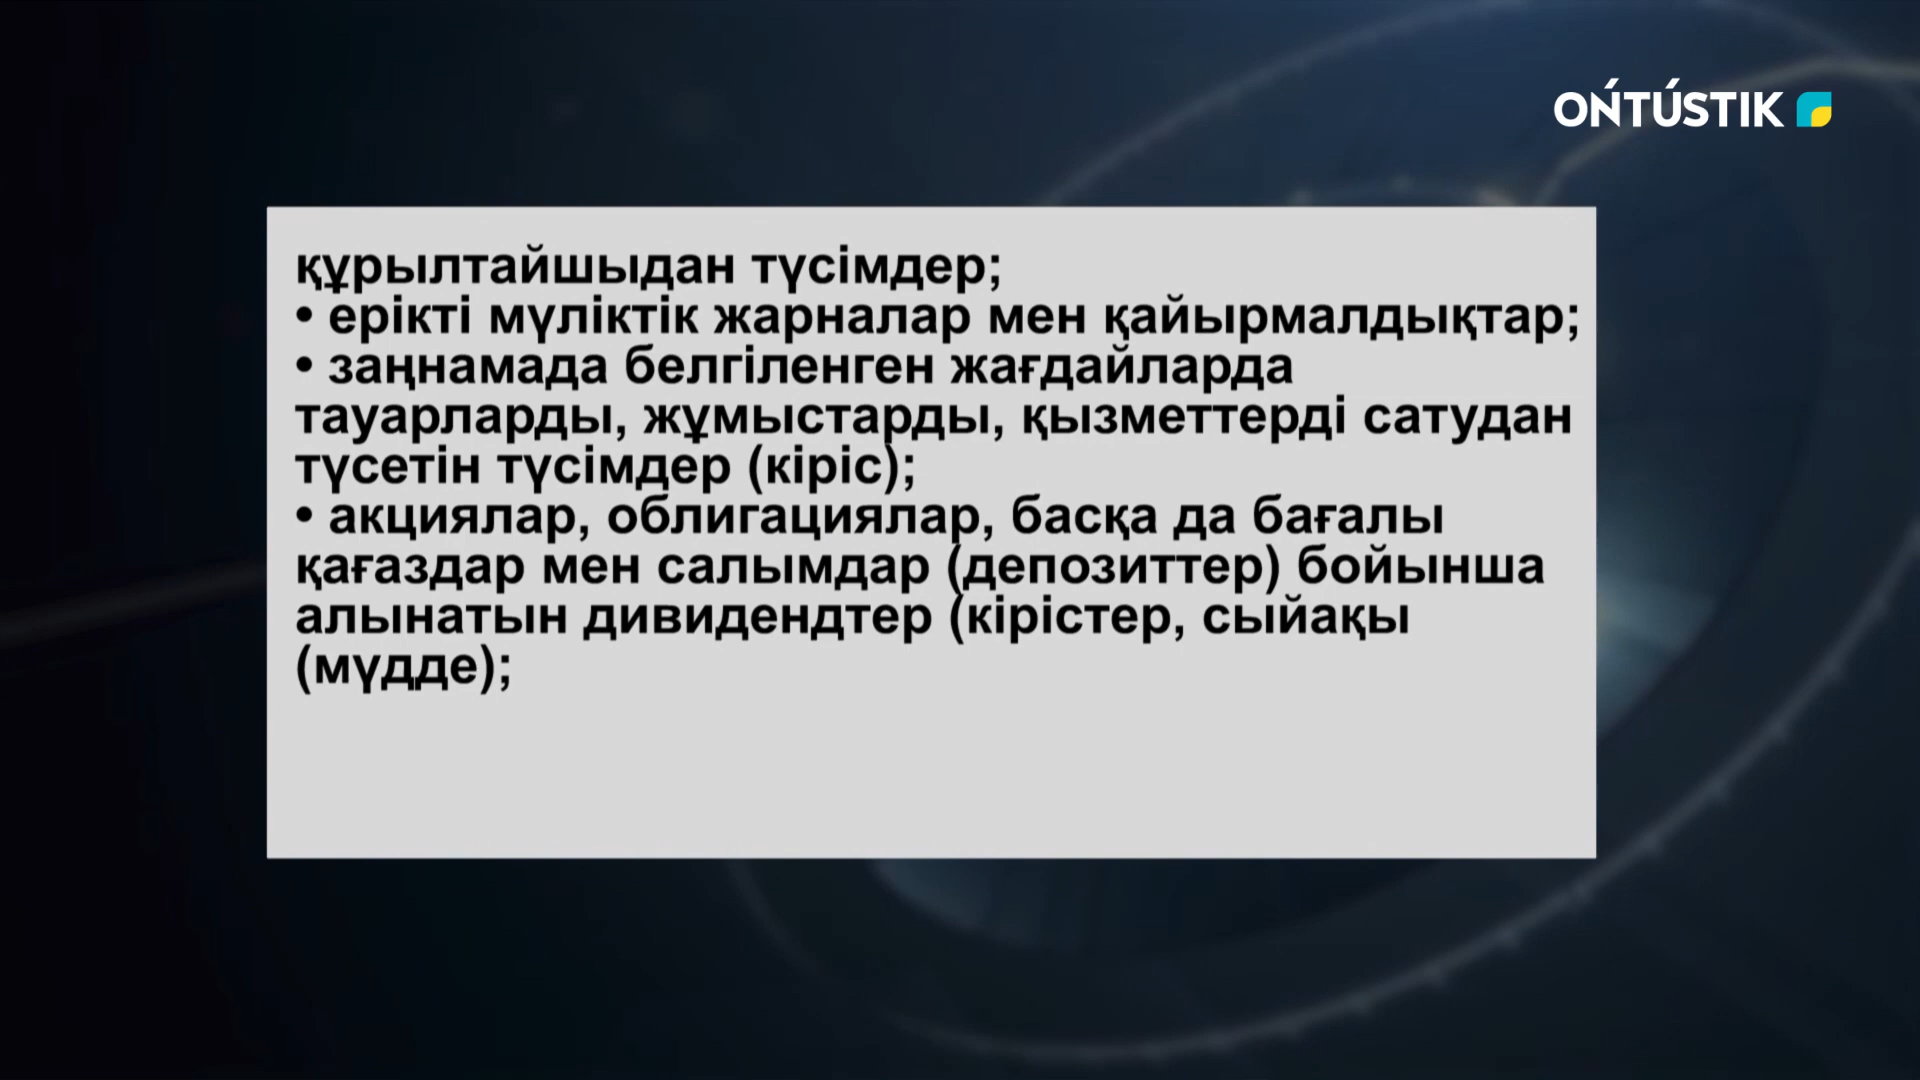 OŃTÚSTIK
құрылтайшыдан түсімдер;
• ерікті мүліктік жарналар мен қайырмалдықтар;
• заңнамада белгіленген жағдайларда
тауарларды, жұмыстарды, қызметтерді сатудан
түсетін түсімдер (кіріс);
• акциялар, облигациялар, басқа да бағалы
қағаздар мен салымдар (депозиттер) бойынша
алынатын дивидендтер (кірістер, сыйақы
(мүдде);